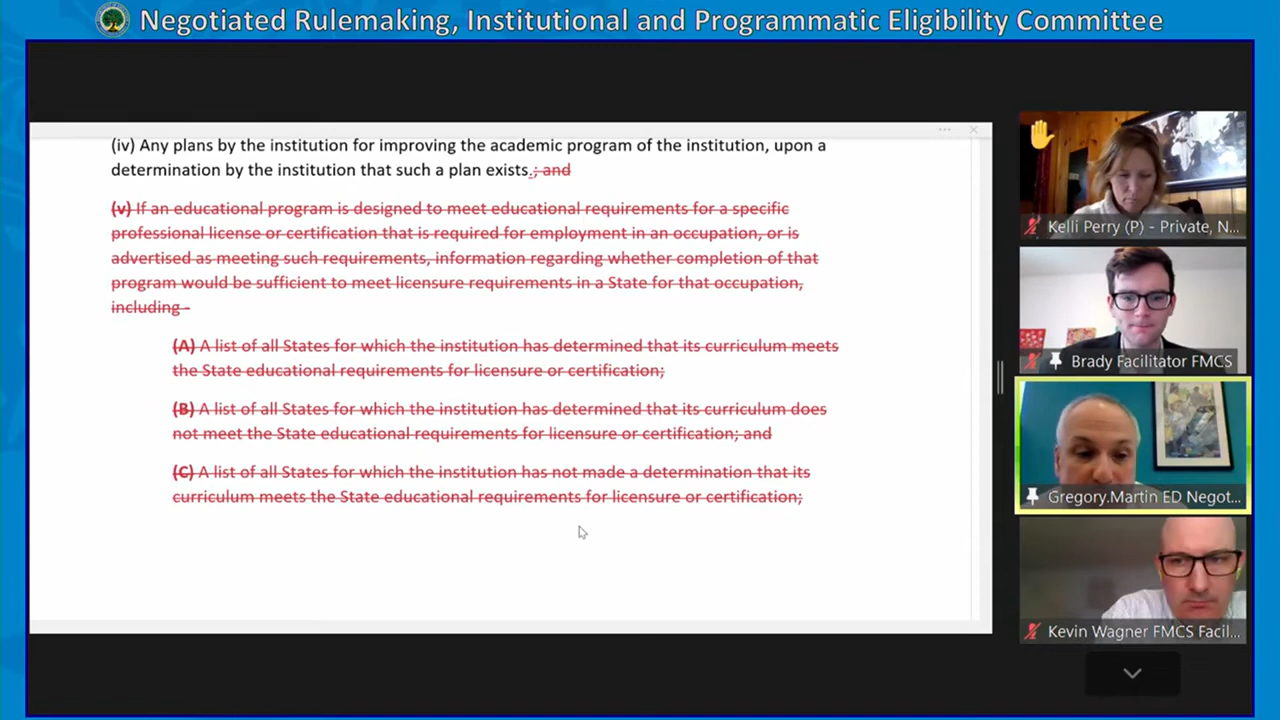 Negotiated Rulemaking, Institutional and Programmatic Eligibility Committee
(iv) Any plans by the institution for improving the academic program of the institution, upon a
determination by the institution that such a plan exists.; and
(v) If an educational program is designed to meet educational requirements for a specific
professional license or certification that is required for employment in an occupation, or is
advertised as meeting such requirements, information regarding whether completion of that
program would be sufficient to meet licensure requirements in a State for that occupation,
including -
(A) A list of all States for which the institution has determined that its curriculum meets
the State educational requirements for licensure or certification;
(B) A list of all States for which the institution has determined that its curriculum does
not meet the State educational requirements for licensure or certification; and
(C) A list of all States for which the institution has not made a determination that its
curriculum meets the State educational requirements for licensure or certification;
Kelli Perry (P) - Private, N...
Brady Facilitator FMCS
Gregory.Martin ED Negot...
Kevin Wagner FMCS Facil...